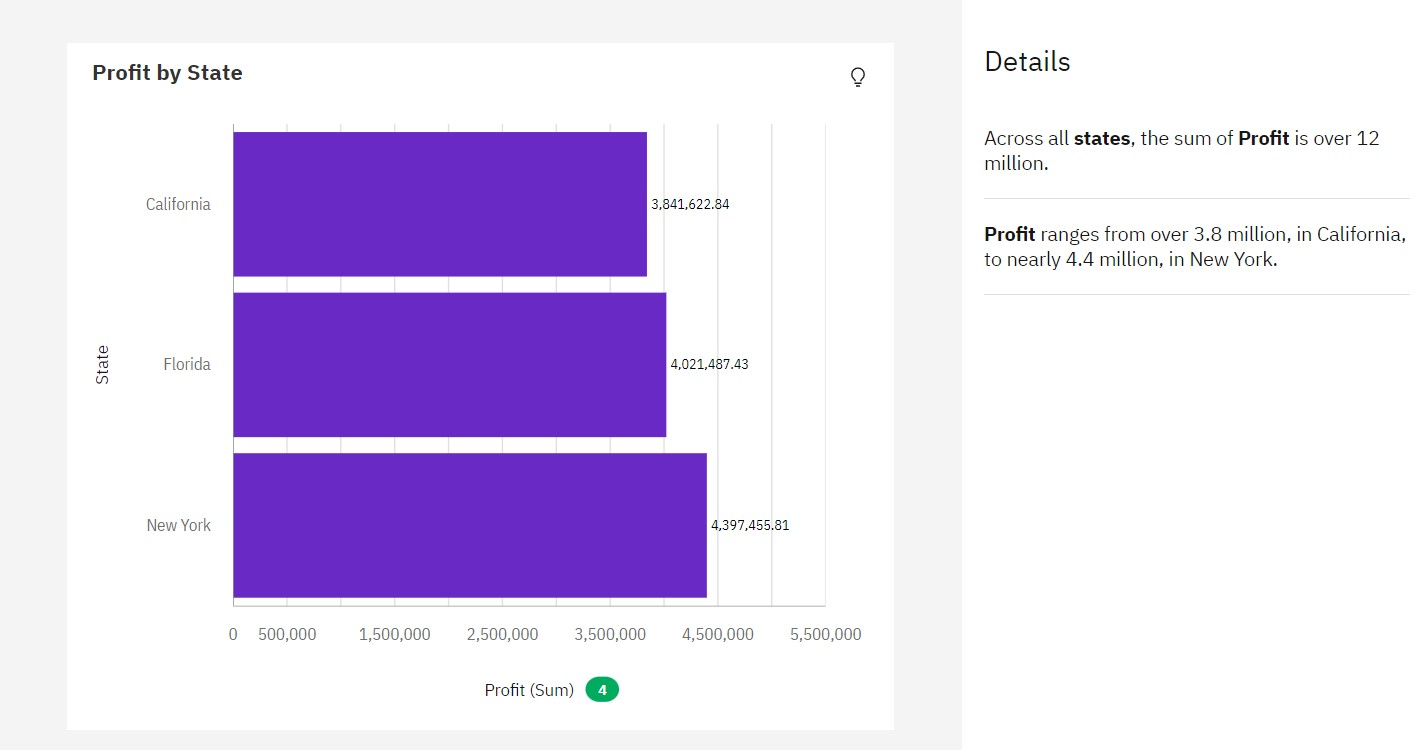 Profit by State
California
3,841,622.84
Florida
4,021,487.43
New York
4,397,455.81
State
0 500,000 1,500,000 2,500,000 3,500,000 4,500,000 5,500,000
Profit (Sum) 4
Details
Across all states, the sum of Profit is over 12
million.
Profit ranges from over 3.8 million, in California,
to nearly 4.4 million, in New York.